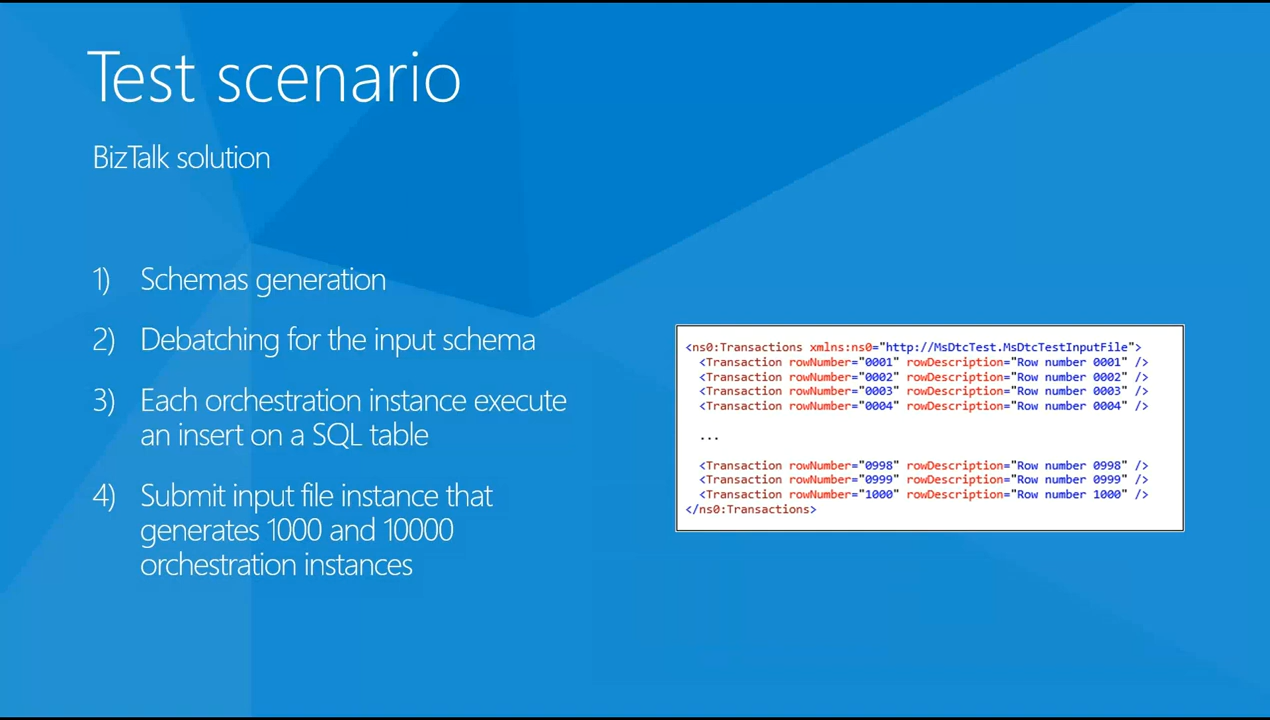 Test scenario
BizTalk solution
1) Schemas generation
2) Debatching for the input schema
3) Each orchestration instance execute
an insert on a SQL table
4) Submit input file instance that
generates 1000 and 10000
orchestration instances
<ns0:Transactions xmlns:ns0="http://MsDtcTest.MsDtcTestInputFile">
<Transaction rowNumber="0001" rowDescription="Row number 0001" />
<Transaction rowNumber="0002" rowDescription="Row number 0002" />
<Transaction rowNumber="0003" rowDescription="Row number 0003" />
<Transaction rowNumber="0004" rowDescription="Row number 0004" />
...
<Transaction rowNumber="0998" rowDescription="Row number 0998" />
<Transaction rowNumber="0999" rowDescription="Row number 0999" />
<Transaction rowNumber="1000" rowDescription="Row number 1000" />
</ns0:Transactions>